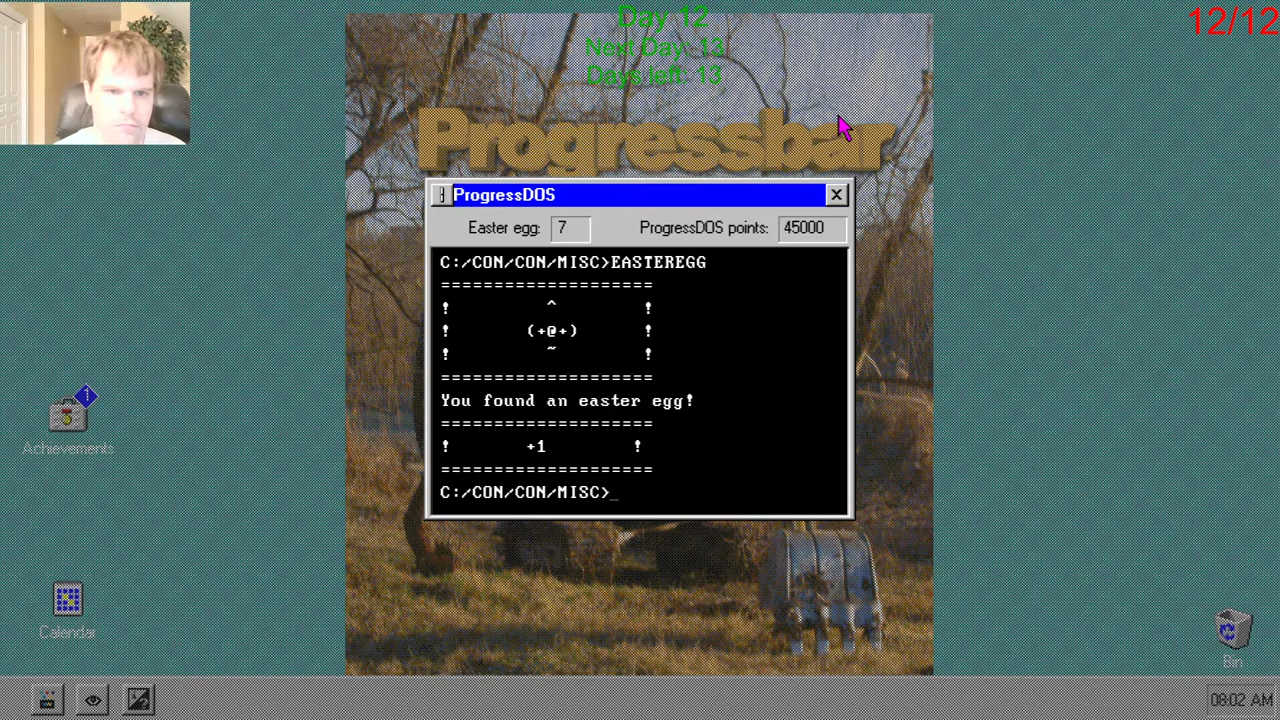 Day 12
Next Day: 13
Days left: 13
12/12
Progressbar
ProgressDOS
Easter egg: 7 ProgressDOS points: 45000
C:/CON/CON/MISC>EASTEREGG
====================
! ^ !
! (+@+) !
! ~ !
====================
You found an easter egg!
====================
! +1 !
====================
C:/CON/CON/MISC>_
1
Achievements
Calendar
Bin
08:02 AM